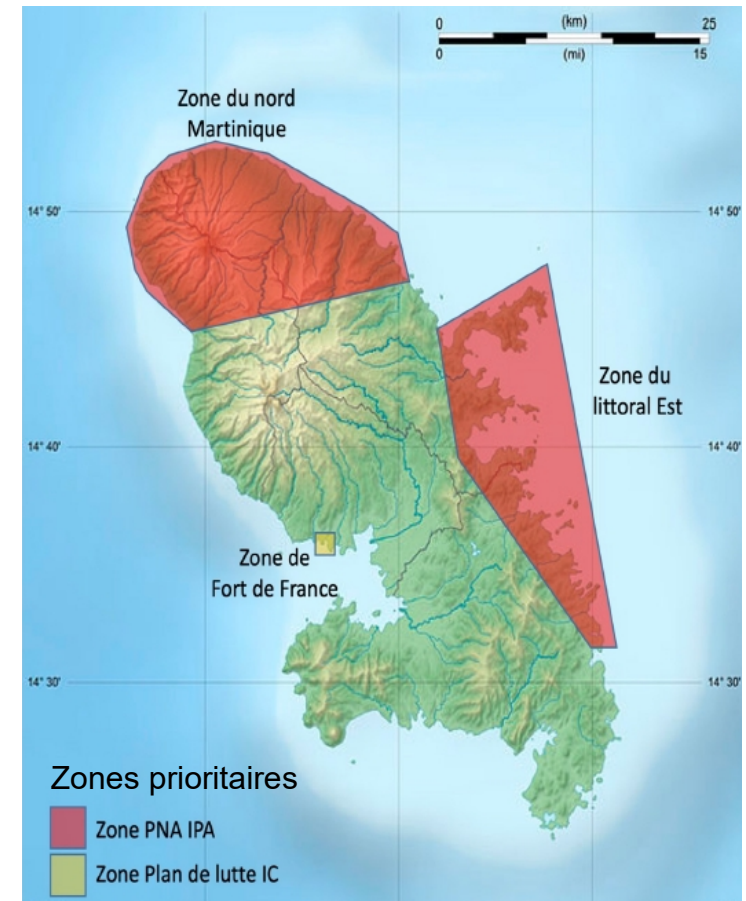 0 (km) 25
0 (mi) 15
Zone du nord
Martinique
14° 50' 14° 50'
Zone du
littoral Est
14° 40' 14° 40'
Zone de
Fort de France
14° 30' 14° 30'
Zones prioritaires
Zone PNA IPA
Zone Plan de lutte IC